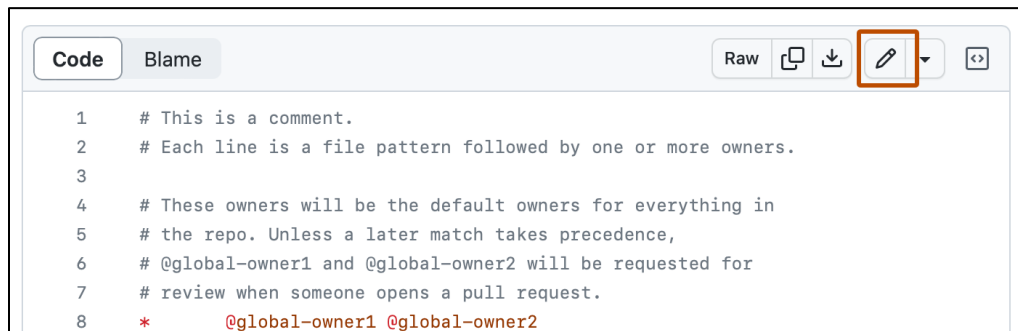 Code Blame Raw
1 # This is a comment.
2 # Each line is a file pattern followed by one or more owners.
3
4 # These owners will be the default owners for everything in
5 # the repo. Unless a later match takes precedence,
6 # @global-owner1 and @global-owner2 will be requested for
7 # review when someone opens a pull request.
8 * @global-owner1 @global-owner2